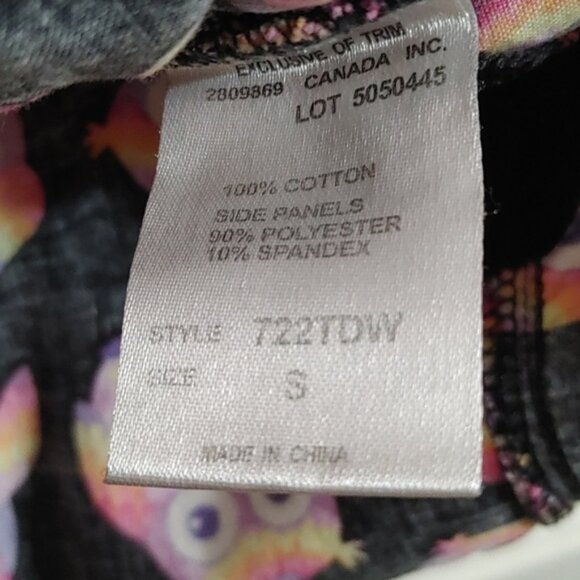 EXCLUSIVE OF TRIM
2809869 CANADA INC.
LOT 5050445
100% COTTON
SIDE PANELS
90% POLYESTER
10% SPANDEX
STYLE 722TDW
SIZE S
MADE IN CHINA